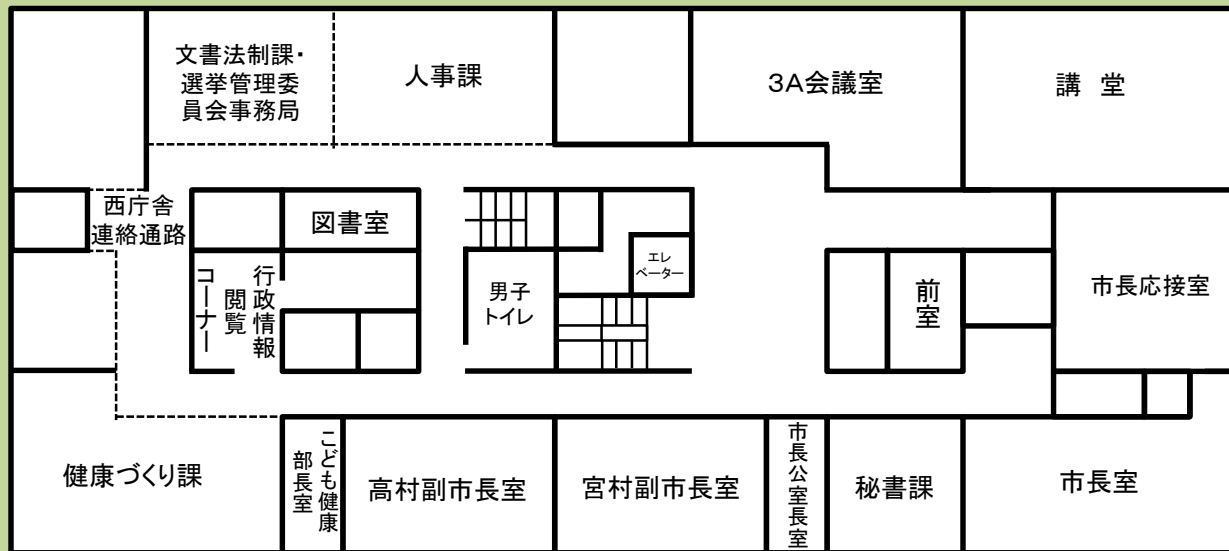 文書法制課・
選挙管理委
員会事務局
人事課
3A会議室
講 堂
西庁舎
連絡通路
図書室
エレ
ベーター
行政情報
閲覧
コーナー
男子
トイレ
前室
市長応接室
健康づくり課
こども健康
部長室
高村副市長室
宮村副市長室
市長公室長室
秘書課
市長室